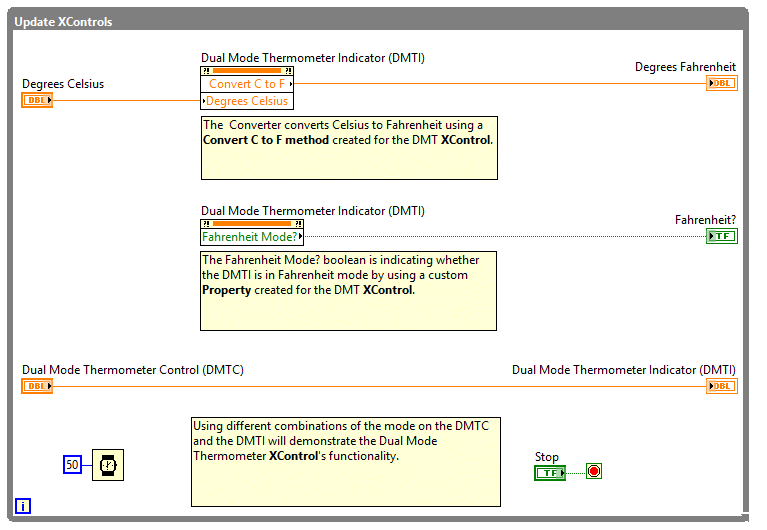 Update XControls
Dual Mode Thermometer Indicator (DMTI)
Degrees Fahrenheit
Degrees Celsius
?! ?!
Convert C to F
DBL
DBL
Degrees Celsius
The Converter converts Celsius to Fahrenheit using a
Convert C to F method created for the DMT XControl.
Dual Mode Thermometer Indicator (DMTI)
Fahrenheit?
?! ?!
Fahrenheit Mode?
TF
The Fahrenheit Mode? boolean is indicating whether
the DMTI is in Fahrenheit mode by using a custom
Property created for the DMT XControl.
Dual Mode Thermometer Control (DMTC)
Dual Mode Thermometer Indicator (DMTI)
DBL
DBL
Using different combinations of the mode on the DMTC
and the DMTI will demonstrate the Dual Mode
Thermometer XControl's functionality.
50
Stop
TF
i